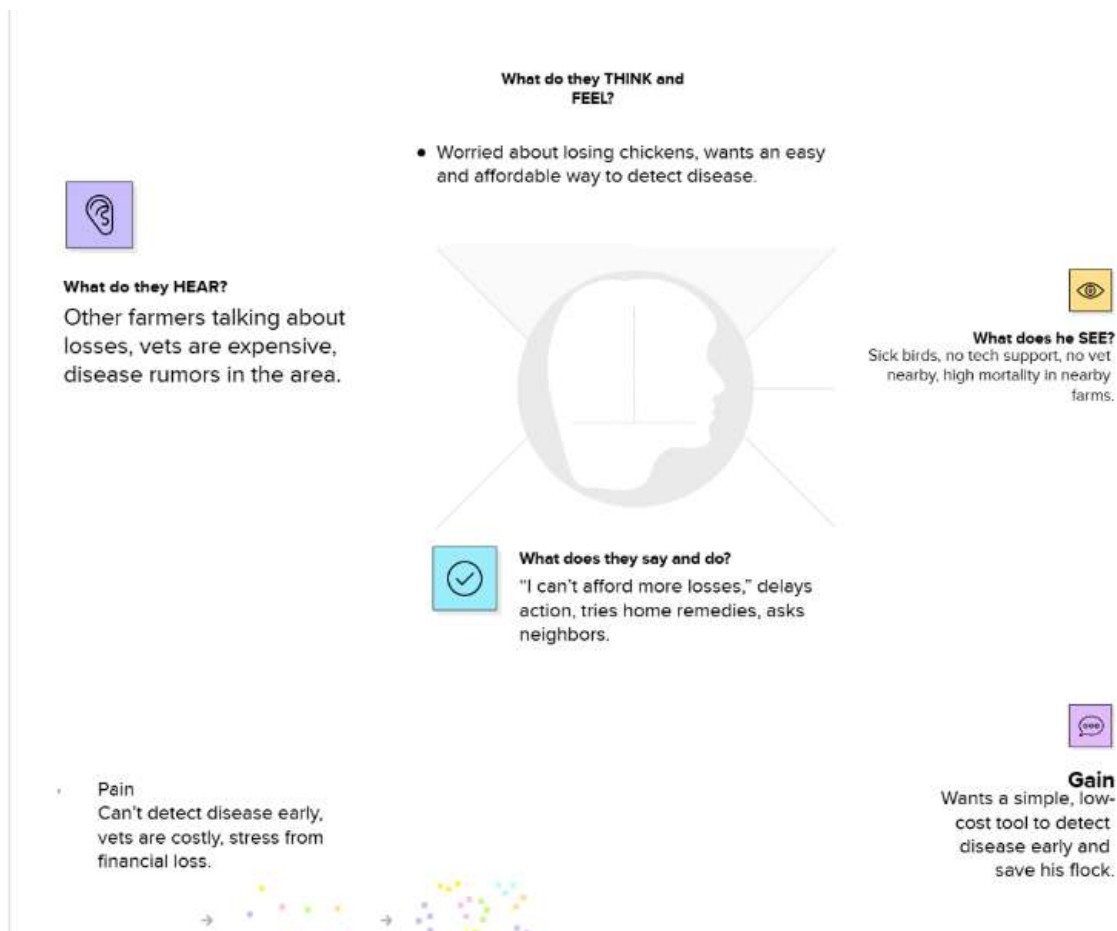 What do they THINK and
FEEL?
• Worried about losing chickens, wants an easy
and affordable way to detect disease.
What do they HEAR?
Other farmers talking about
losses, vets are expensive,
disease rumors in the area.
What does he SEE?
Sick birds, no tech support, no vet
nearby, high mortality in nearby
farms.
What does they say and do?
"I can't afford more losses," delays
action, tries home remedies, asks
neighbors.
Pain
Can't detect disease early,
vets are costly, stress from
financial loss.
Gain
Wants a simple, low-
cost tool to detect
disease early and
save his flock.